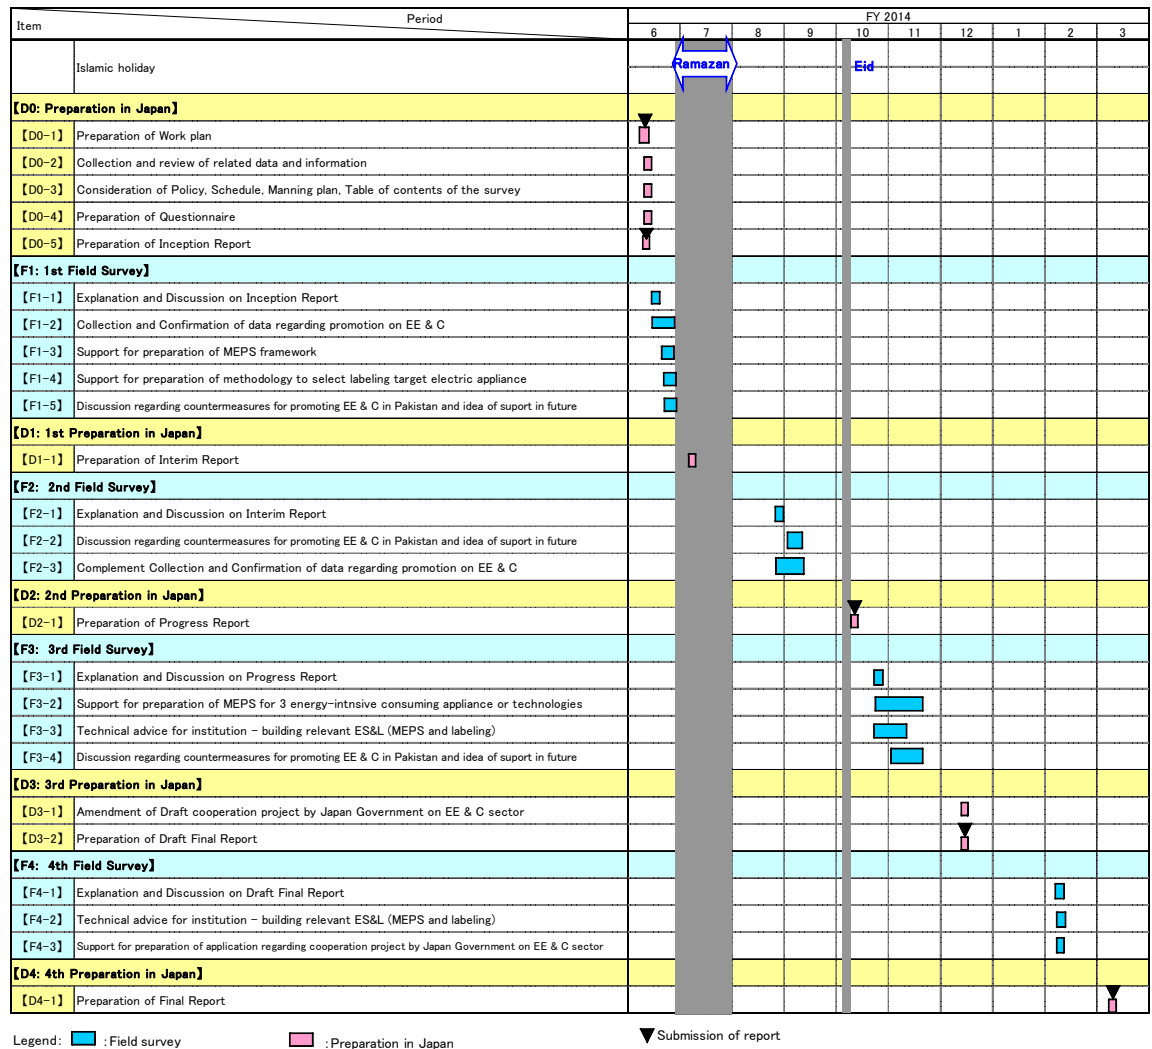 Item
Period
FY 2014
6 7 8 9 10 11 12 1 2 3
Islamic holiday
Ramazan
Eid
【D0: Preparation in Japan】
【D0-1】 Preparation of Work plan
【D0-2】 Collection and review of related data and information
【D0-3】 Consideration of Policy, Schedule, Manning plan, Table of contents of the survey
【D0-4】 Preparation of Questionnaire
【D0-5】 Preparation of Inception Report
【F1: 1st Field Survey】
【F1-1】 Explanation and Discussion on Inception Report
【F1-2】 Collection and Confirmation of data regarding promotion on EE & C
【F1-3】 Support for preparation of MEPS framework
【F1-4】 Support for preparation of methodology to select labeling target electric appliance
【F1-5】 Discussion regarding countermeasures for promoting EE & C in Pakistan and idea of suport in future
【D1: 1st Preparation in Japan】
【D1-1】 Preparation of Interim Report
【F2: 2nd Field Survey】
【F2-1】 Explanation and Discussion on Interim Report
【F2-2】 Discussion regarding countermeasures for promoting EE & C in Pakistan and idea of suport in future
【F2-3】 Complement Collection and Confirmation of data regarding promotion on EE & C
【D2: 2nd Preparation in Japan】
【D2-1】 Preparation of Progress Report
【F3: 3rd Field Survey】
【F3-1】 Explanation and Discussion on Progress Report
【F3-2】 Support for preparation of MEPS for 3 energy-intnsive consuming appliance or technologies
【F3-3】 Technical advice for institution - building relevant ES&L (MEPS and labeling)
【F3-4】 Discussion regarding countermeasures for promoting EE & C in Pakistan and idea of suport in future
【D3: 3rd Preparation in Japan】
【D3-1】 Amendment of Draft cooperation project by Japan Government on EE & C sector
【D3-2】 Preparation of Draft Final Report
【F4: 4th Field Survey】
【F4-1】 Explanation and Discussion on Draft Final Report
【F4-2】 Technical advice for institution - building relevant ES&L (MEPS and labeling)
【F4-3】 Support for preparation of application regarding cooperation project by Japan Government on EE & C sector
【D4: 4th Preparation in Japan】
【D4-1】 Preparation of Final Report
Legend: :Field survey :Preparation in Japan Submission of report